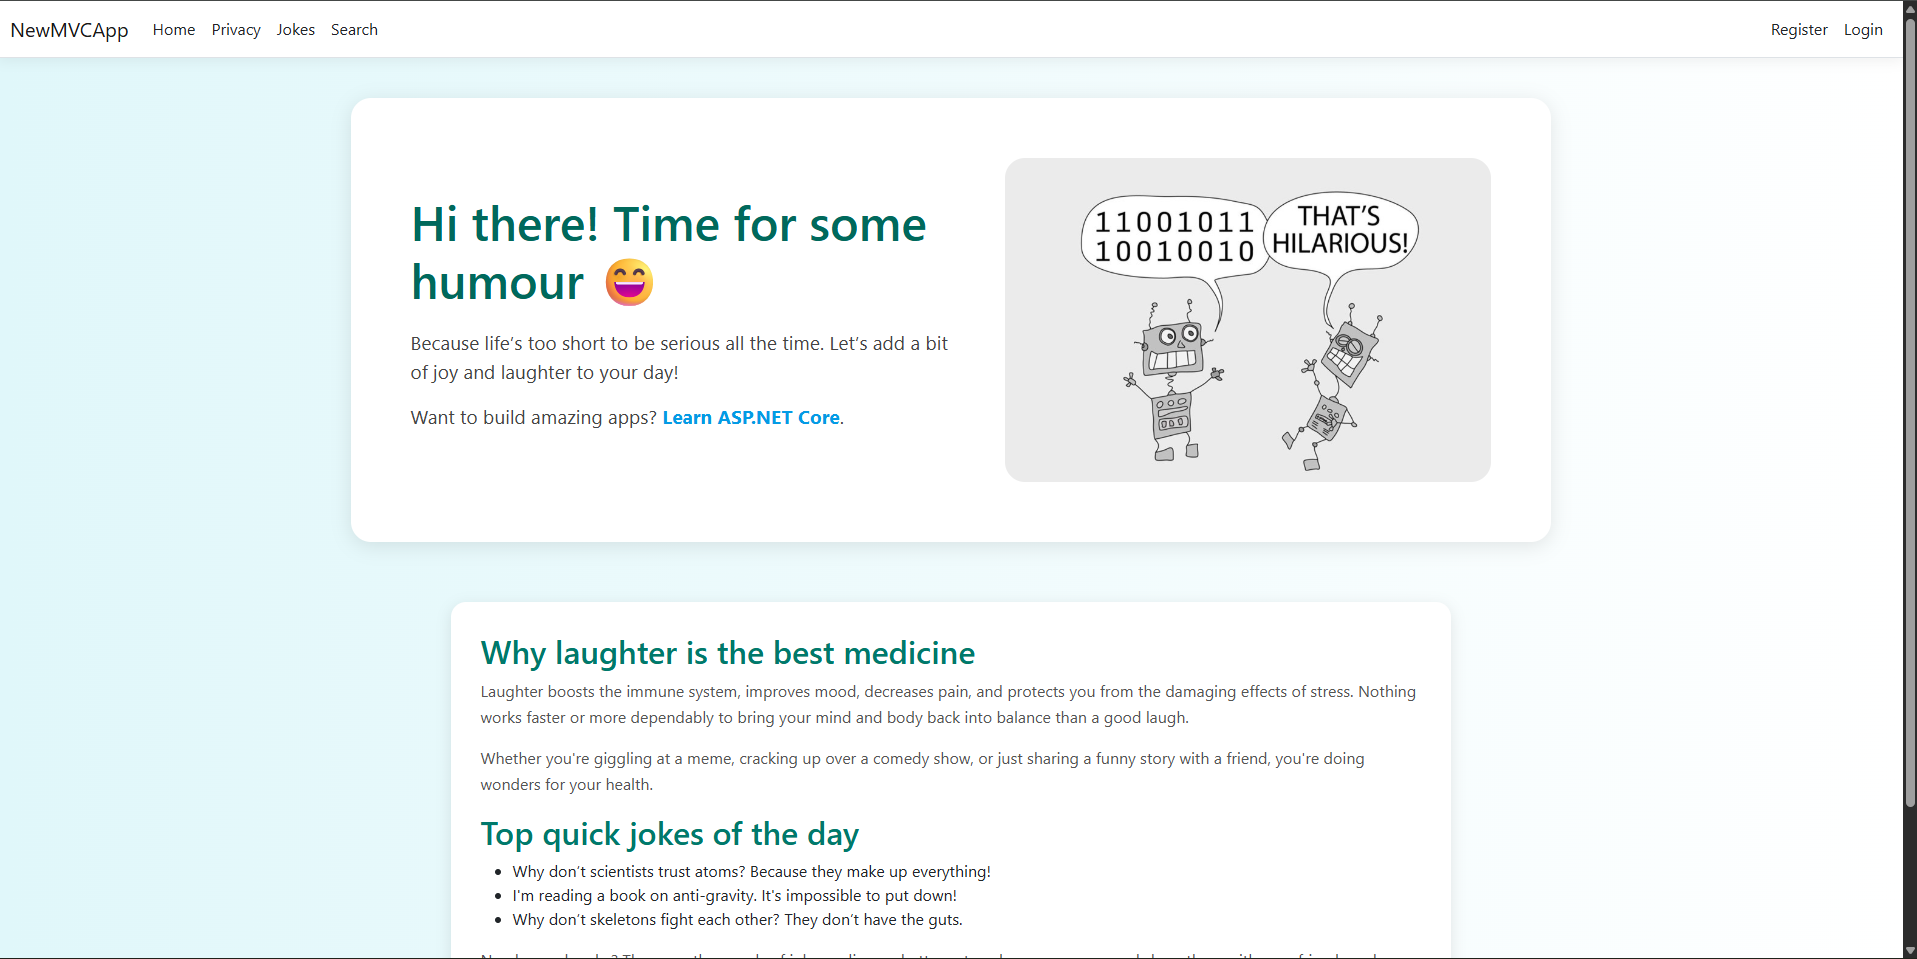 NewMVCApp Home Privacy Jokes Search Register Login
Hi there! Time for some
humour 😄
Because life’s too short to be serious all the time. Let’s add a bit
of joy and laughter to your day!
Want to build amazing apps? Learn ASP.NET Core.
11001011
10010010
THAT'S
HILARIOUS!
Why laughter is the best medicine
Laughter boosts the immune system, improves mood, decreases pain, and protects you from the damaging effects of stress. Nothing
works faster or more dependably to bring your mind and body back into balance than a good laugh.
Whether you're giggling at a meme, cracking up over a comedy show, or just sharing a funny story with a friend, you're doing
wonders for your health.
Top quick jokes of the day
• Why don’t scientists trust atoms? Because they make up everything!
• I'm reading a book on anti-gravity. It's impossible to put down!
• Why don’t skeletons fight each other? They don’t have the guts.